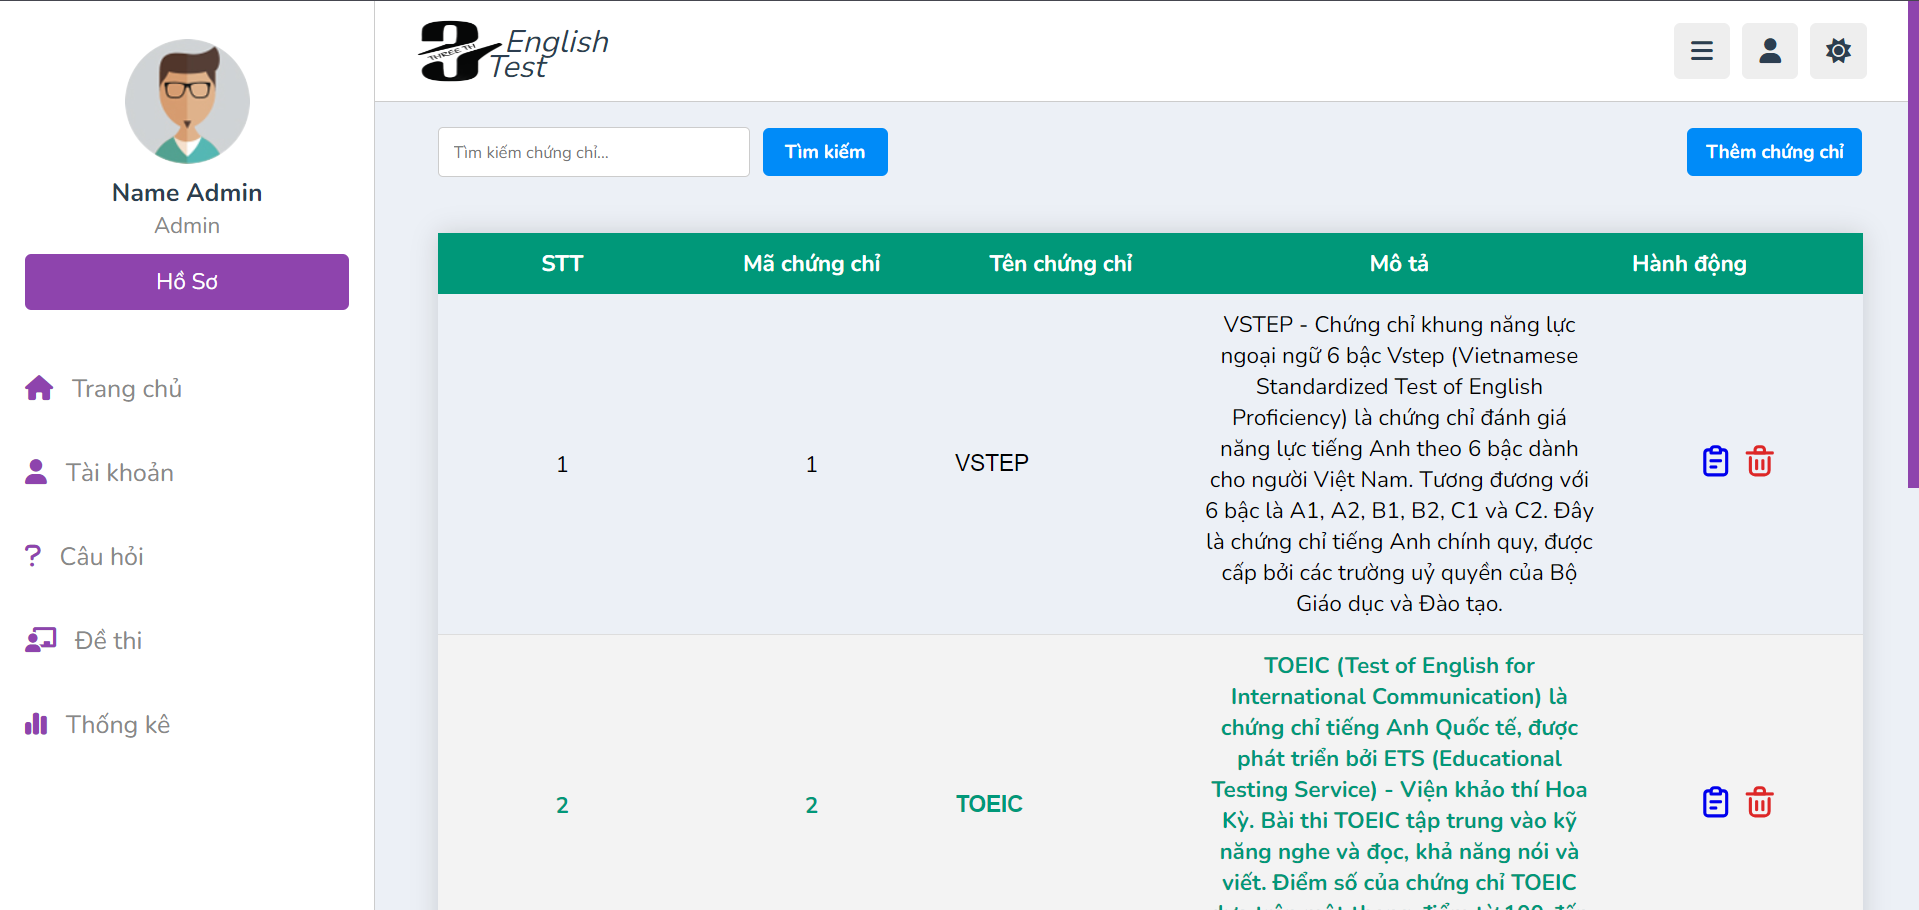 Name Admin
Admin
Hồ Sơ
Trang chủ
Tài khoản
Câu hỏi
Đề thi
Thống kê
THREE TH
English
Test
Tìm kiếm chứng chỉ...
Tìm kiếm
Thêm chứng chỉ
STT
Mã chứng chỉ
Tên chứng chỉ
Mô tả
Hành động
1
1
VSTEP
VSTEP - Chứng chỉ khung năng lực
ngoại ngữ 6 bậc Vstep (Vietnamese
Standardized Test of English
Proficiency) là chứng chỉ đánh giá
năng lực tiếng Anh theo 6 bậc dành
cho người Việt Nam. Tương đương với
6 bậc là A1, A2, B1, B2, C1 và C2. Đây
là chứng chỉ tiếng Anh chính quy, được
cấp bởi các trường uỷ quyền của Bộ
Giáo dục và Đào tạo.
2
2
TOEIC
TOEIC (Test of English for
International Communication) là
chứng chỉ tiếng Anh Quốc tế, được
phát triển bởi ETS (Educational
Testing Service) - Viện khảo thí Hoa
Kỳ. Bài thi TOEIC tập trung vào kỹ
năng nghe và đọc, khả năng nói và
viết. Điểm số của chứng chỉ TOEIC